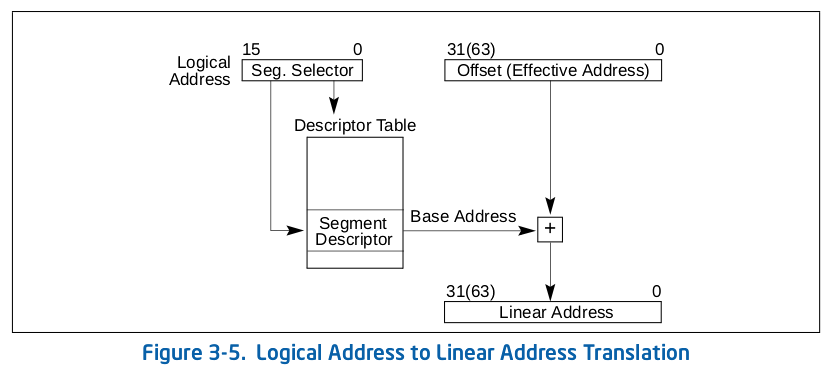 15 0
31(63) 0
Logical
Address
Seg. Selector
Offset (Effective Address)
Descriptor Table
Segment
Descriptor
Base Address
+
31(63) 0
Linear Address
Figure 3-5. Logical Address to Linear Address Translation